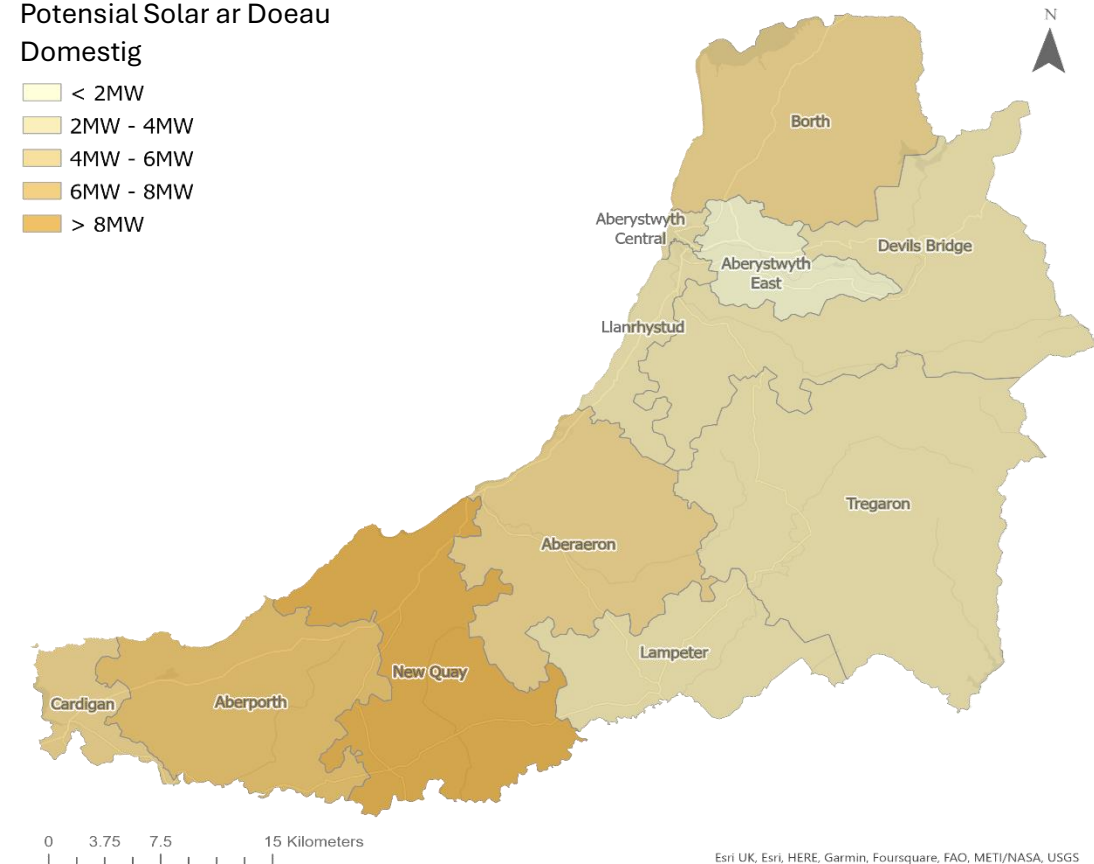 Potensial Solar ar Doeau
Domestig
< 2MW
2MW - 4MW
4MW - 6MW
6MW - 8MW
> 8MW
N
Borth
Aberystwyth
Central
Devils Bridge
Aberystwyth
East
Llanrhystud
Tregaron
Aberaeron
Lampeter
New Quay
Cardigan
Aberporth
0 3.75 7.5 15 Kilometers
Esri UK, Esri, HERE, Garmin, Foursquare, FAO, METI/NASA, USGS